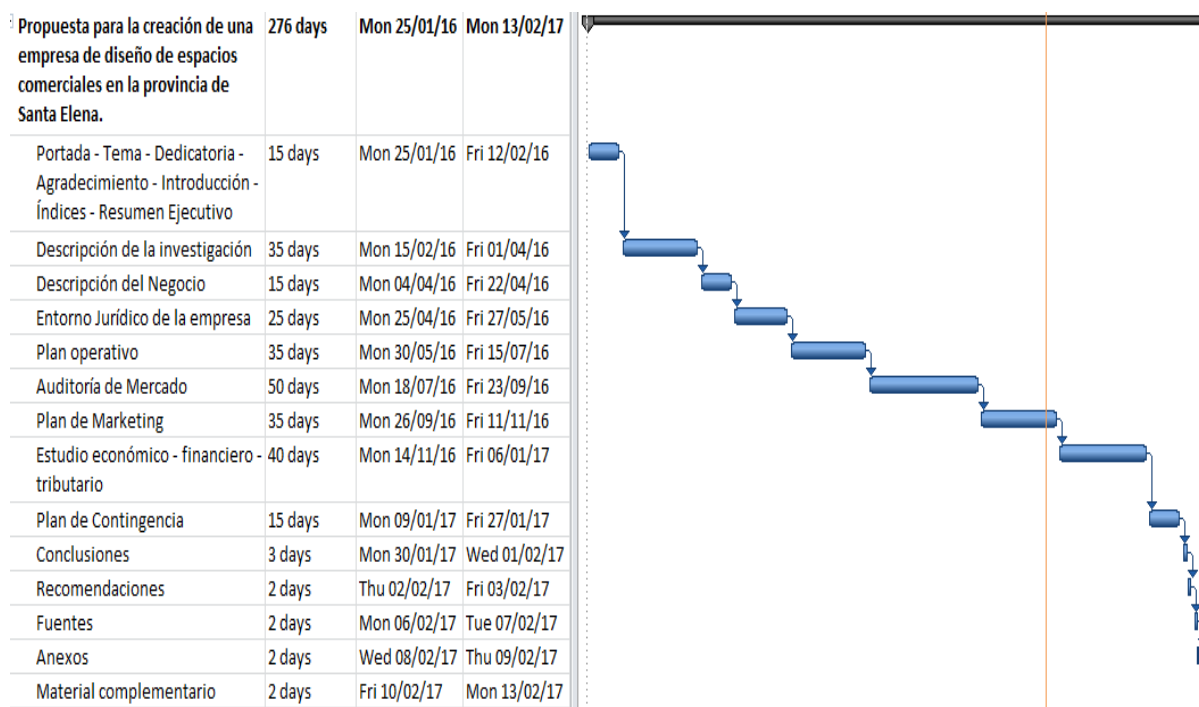 Propuesta para la creación de una 276 days Mon 25/01/16 Mon 13/02/17
empresa de diseño de espacios
comerciales en la provincia de
Santa Elena.
Portada - Tema - Dedicatoria - 15 days Mon 25/01/16 Fri 12/02/16
Agradecimiento - Introducción -
Índices - Resumen Ejecutivo
Descripción de la investigación 35 days Mon 15/02/16 Fri 01/04/16
Descripción del Negocio 15 days Mon 04/04/16 Fri 22/04/16
Entorno Jurídico de la empresa 25 days Mon 25/04/16 Fri 27/05/16
Plan operativo 35 days Mon 30/05/16 Fri 15/07/16
Auditoría de Mercado 50 days Mon 18/07/16 Fri 23/09/16
Plan de Marketing 35 days Mon 26/09/16 Fri 11/11/16
Estudio económico - financiero - 40 days Mon 14/11/16 Fri 06/01/17
tributario
Plan de Contingencia 15 days Mon 09/01/17 Fri 27/01/17
Conclusiones 3 days Mon 30/01/17 Wed 01/02/17
Recomendaciones 2 days Thu 02/02/17 Fri 03/02/17
Fuentes 2 days Mon 06/02/17 Tue 07/02/17
Anexos 2 days Wed 08/02/17 Thu 09/02/17
Material complementario 2 days Fri 10/02/17 Mon 13/02/17